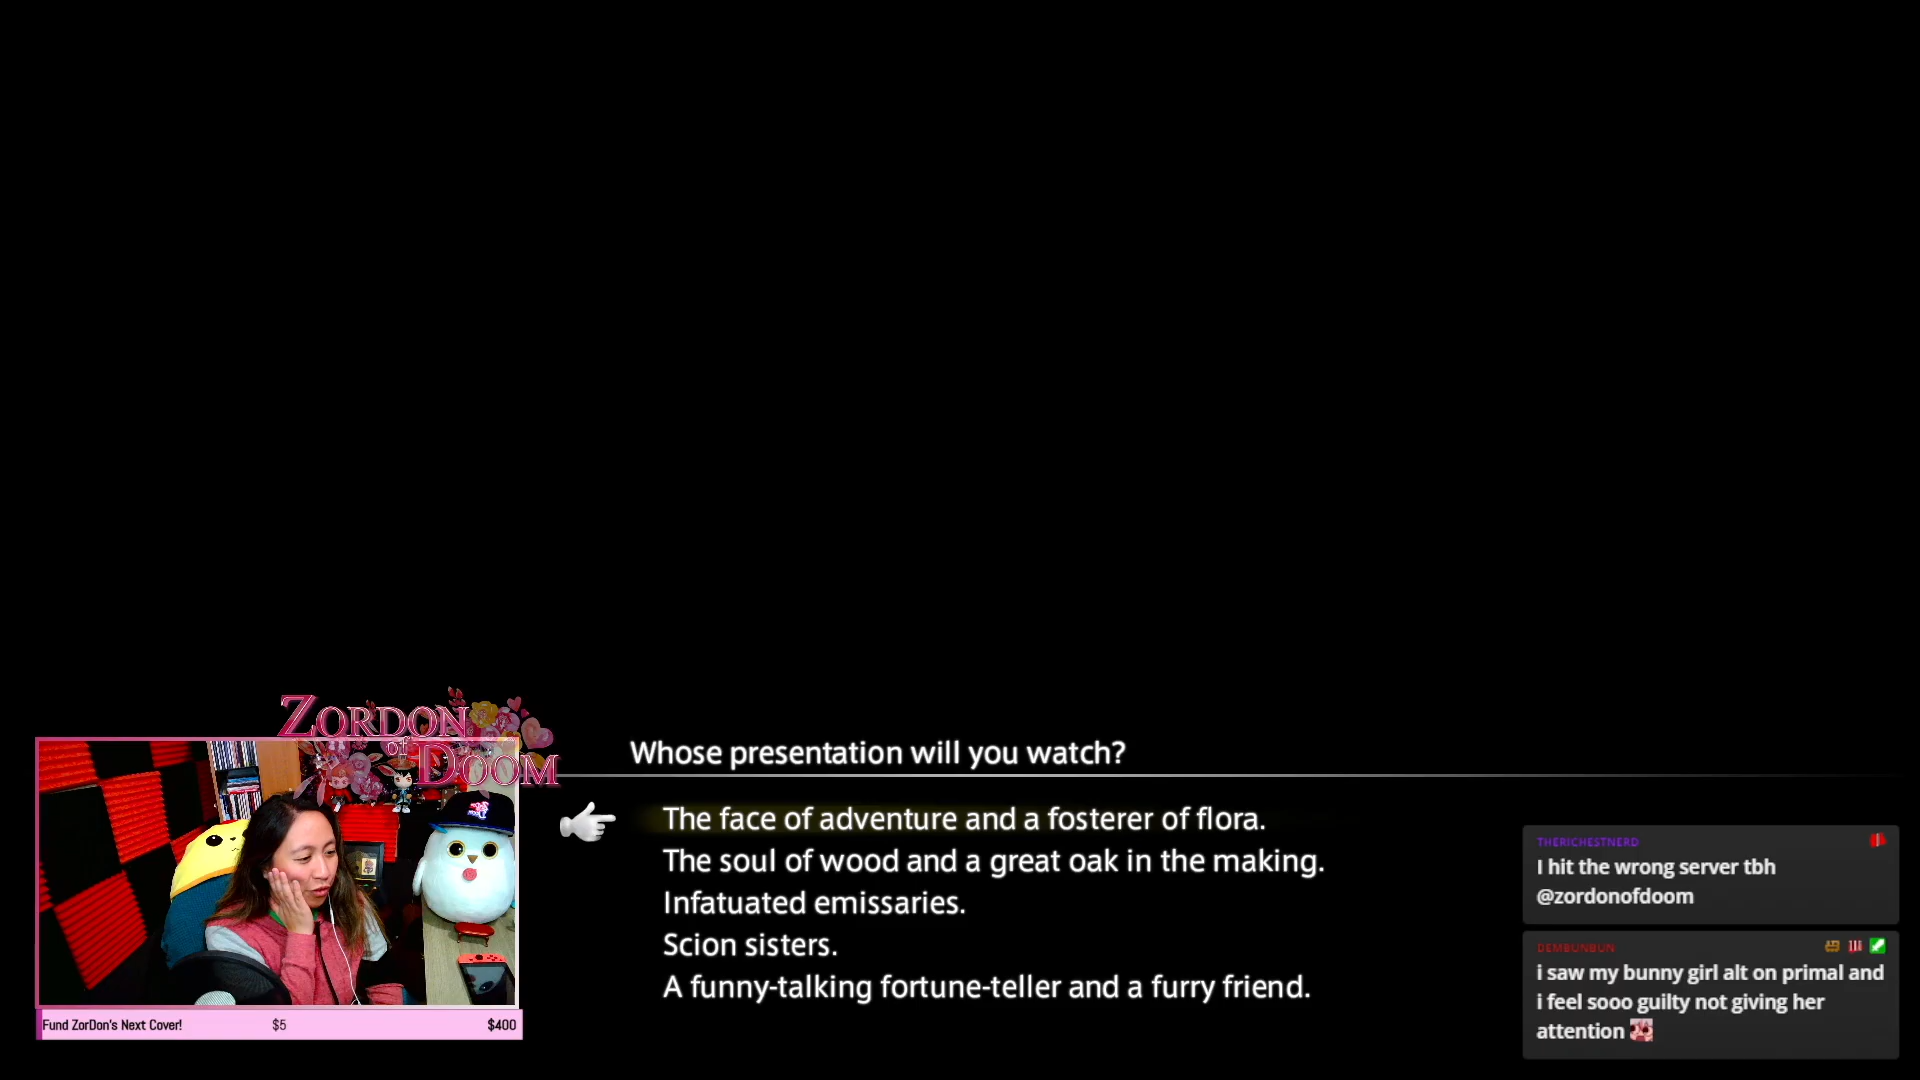 ZORDON
of
DOOM
Whose presentation will you watch?
The face of adventure and a fosterer of flora.
The soul of wood and a great oak in the making.
Infatuated emissaries.
Scion sisters.
A funny-talking fortune-teller and a furry friend.
Fund ZorDon's Next Cover! $5 $400
THERICHESTNERD
I hit the wrong server tbh
@zordonofdoom
DEMBUNBUN
i saw my bunny girl alt on primal and
i feel sooo guilty not giving her
attention